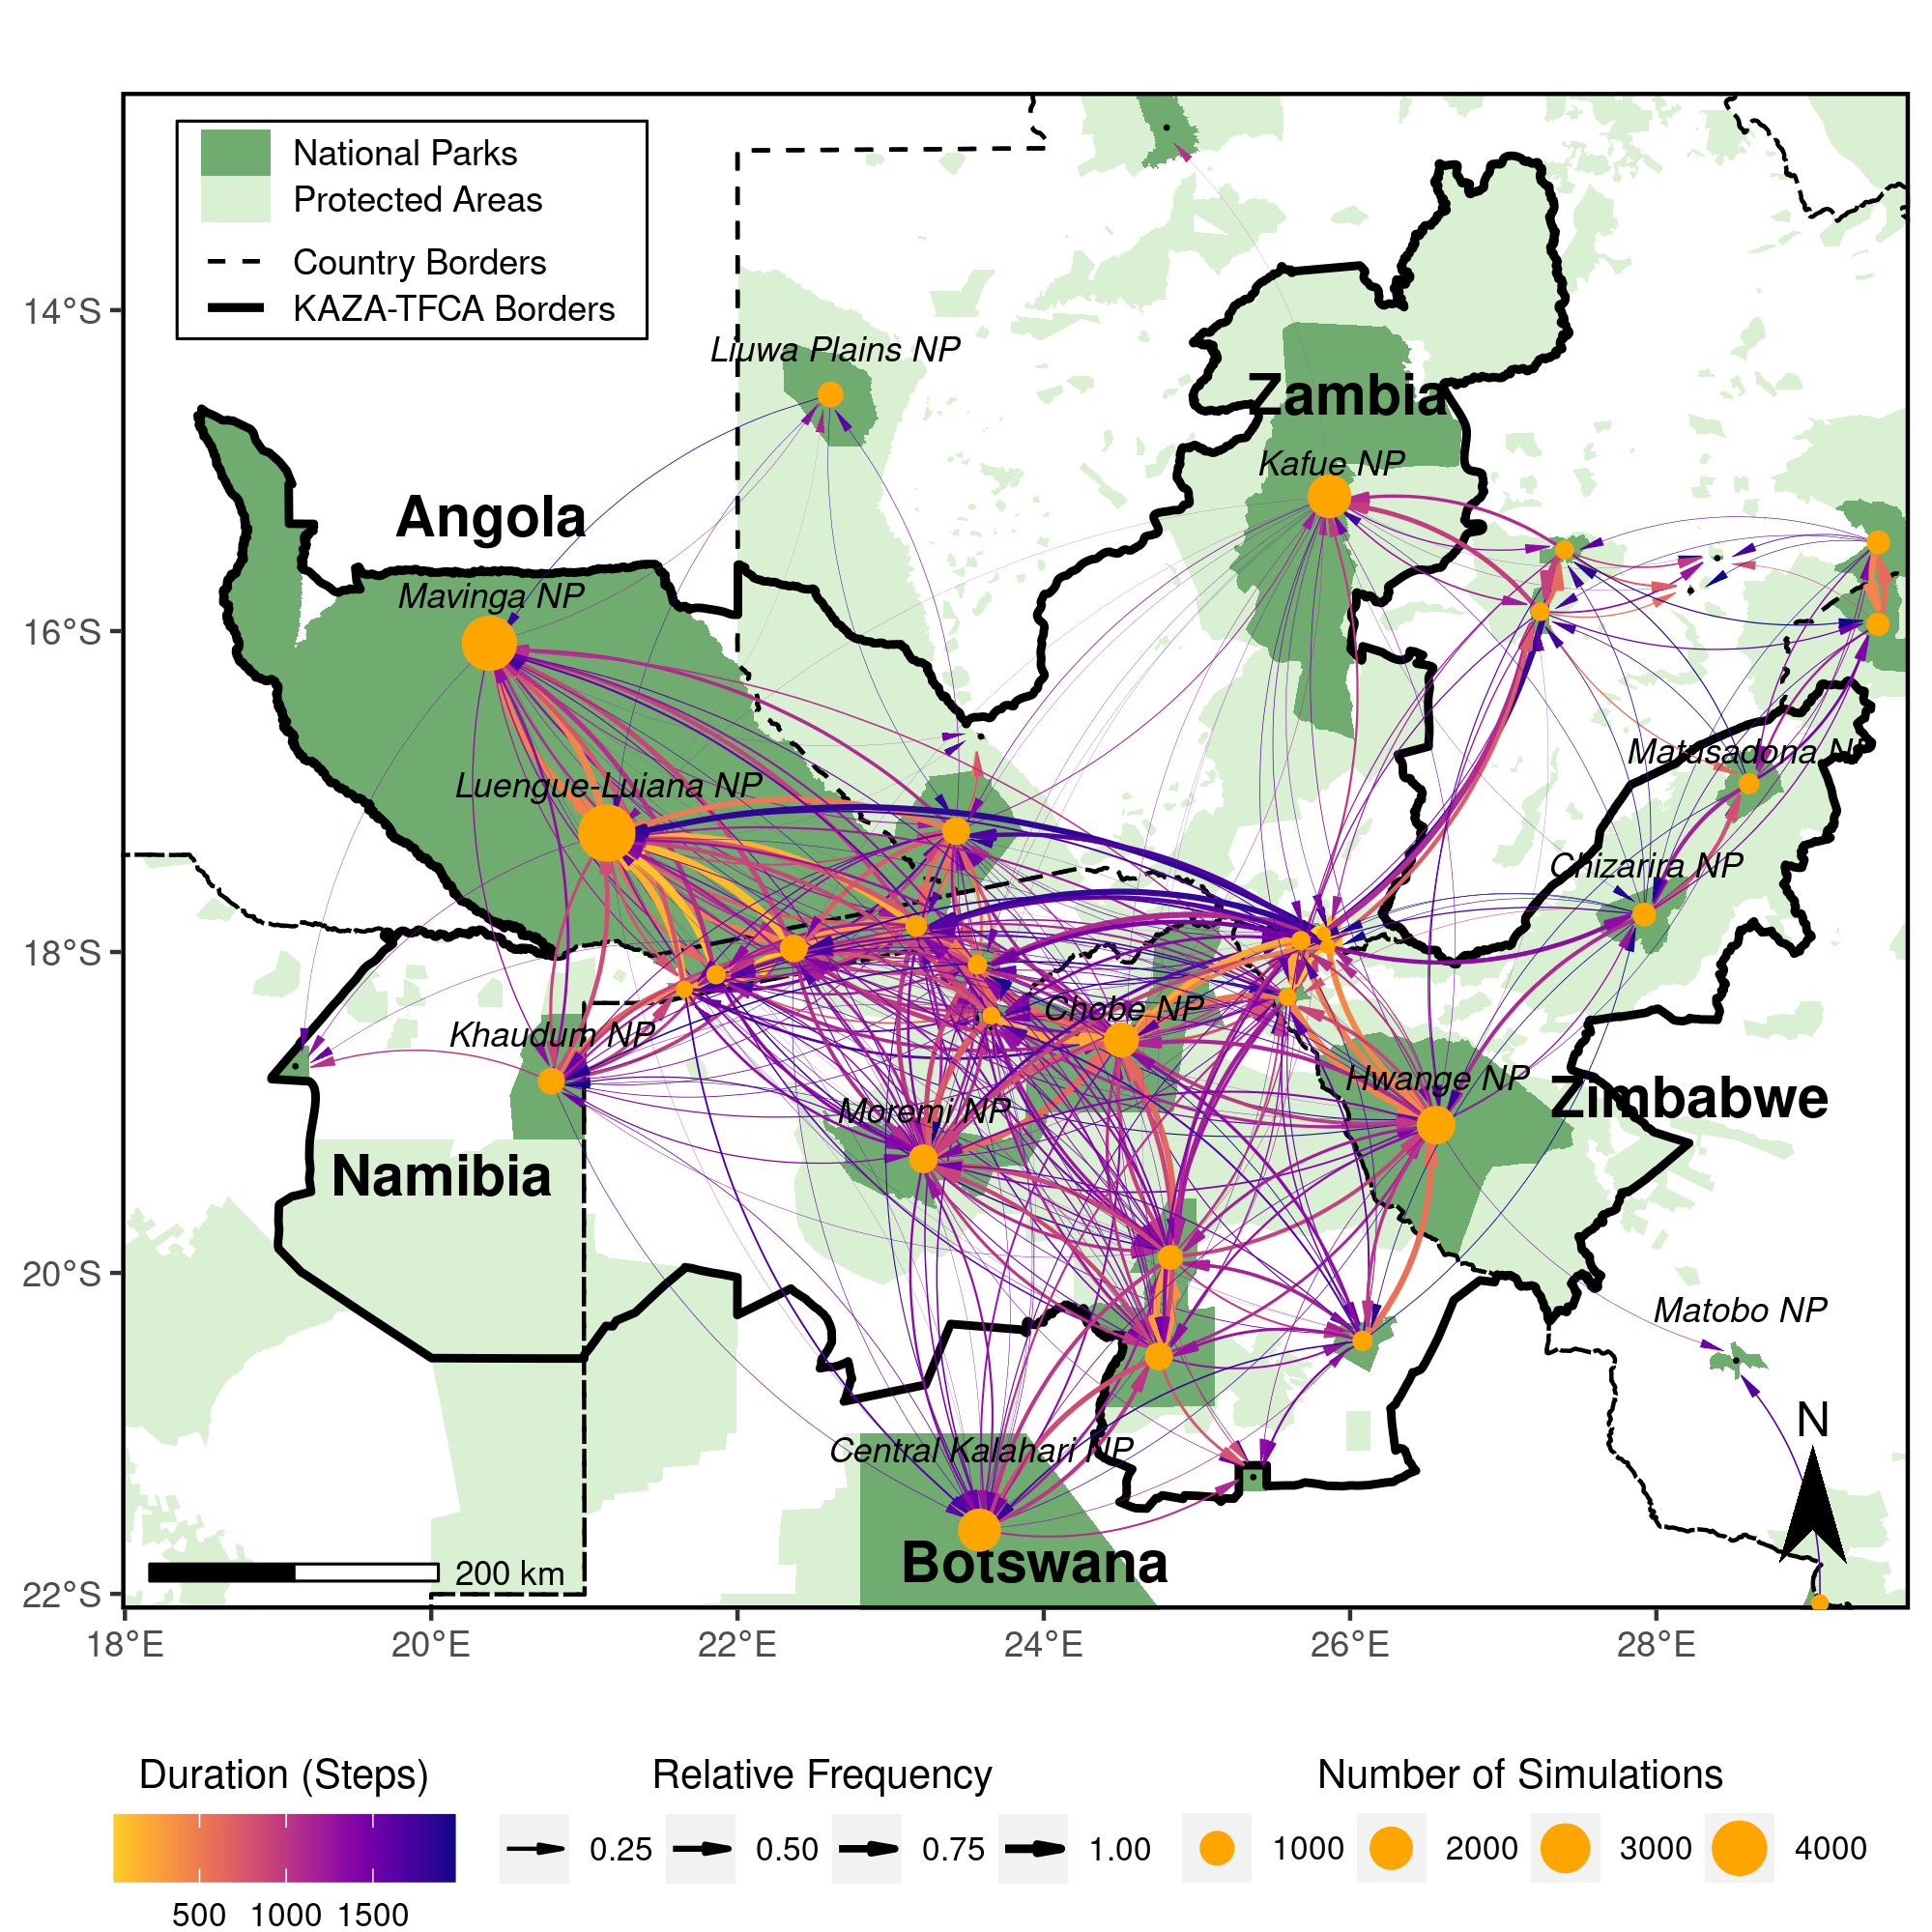 National Parks
Protected Areas
Country Borders
KAZA-TFCA Borders
14°S
Liuwa Plains NP
Zambia
Kafue NP
Angola
Mavinga NP
16°S
Matusadona NP
Luengue-Luiana NP
Chizarira NP
18°S
Chobe NP
Khaudum NP
Hwange NP
Zimbabwe
Moremi NP
Namibia
20°S
Matobo NP
N
Central Kalahari NP
Botswana
200 km
22°S
18°E
20°E
22°E
24°E
26°E
28°E
Duration (Steps)
500
1000
1500
Relative Frequency
0.25
0.50
0.75
1.00
Number of Simulations
1000
2000
3000
4000